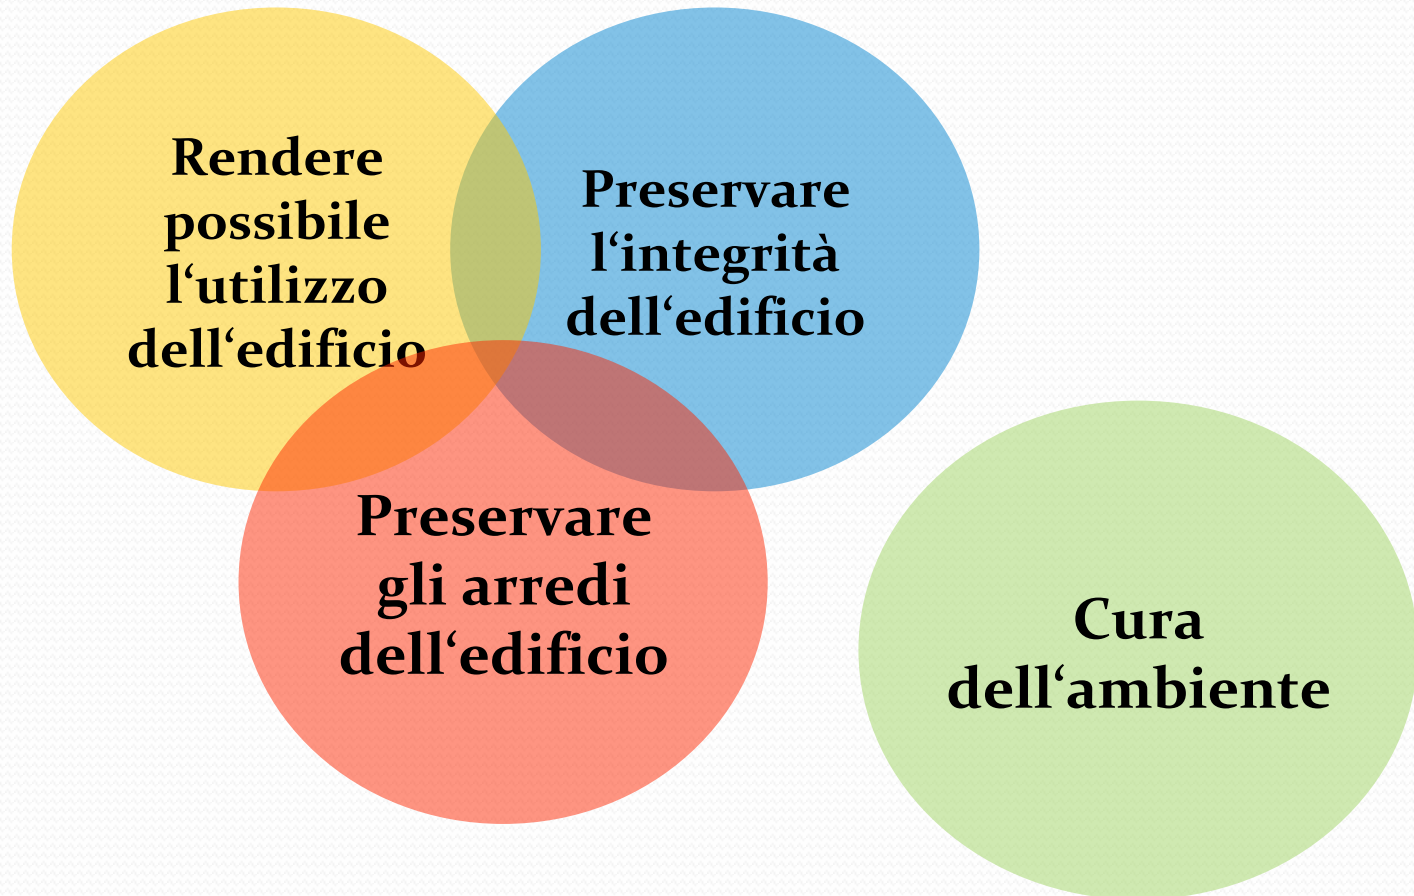 Rendere
possibile
l‘utilizzo
dell‘edificio
Preservare
l‘integrità
dell‘edificio
Preservare
gli arredi
dell‘edificio
Cura
dell‘ambiente